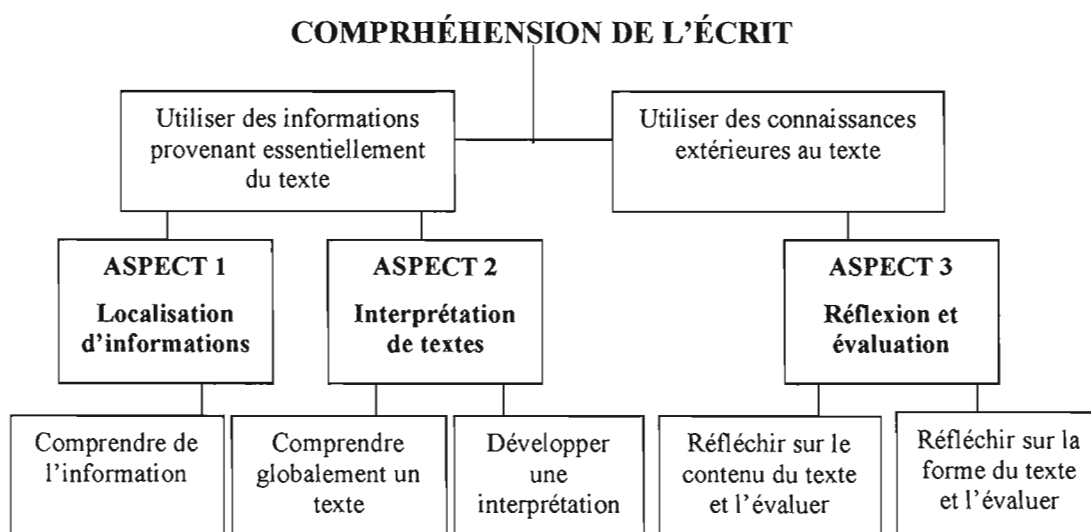 COMPRHÉHENSION DE L'ÉCRIT
Utiliser des informations
provenant essentiellement
du texte
Utiliser des connaissances
extérieures au texte
ASPECT 1
Localisation
d'informations
ASPECT 2
Interprétation
de textes
ASPECT 3
Réflexion et
évaluation
Comprendre de
l'information
Comprendre
globalement un
texte
Développer
une
interprétation
Réfléchir sur le
contenu du texte
et l'évaluer
Réfléchir sur la
forme du texte
et l'évaluer